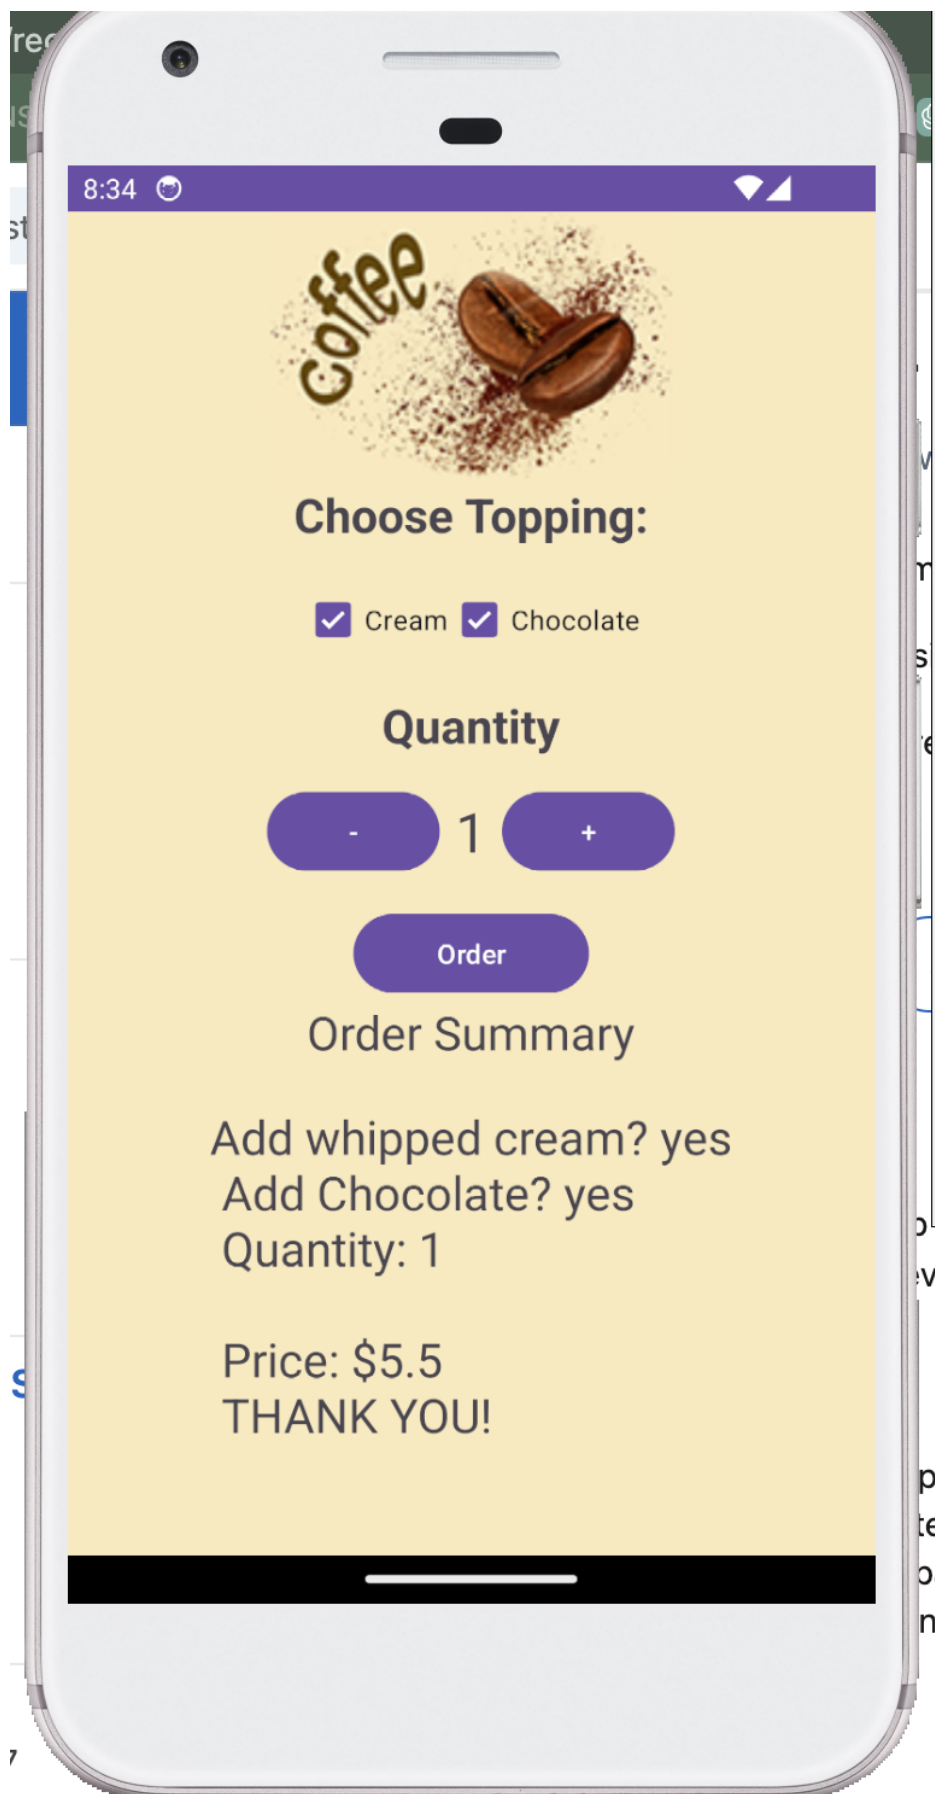 8:34
coffee
Choose Topping:
Cream Chocolate
Quantity
- 1 +
Order
Order Summary
Add whipped cream? yes
Add Chocolate? yes
Quantity: 1
Price: $5.5
THANK YOU!